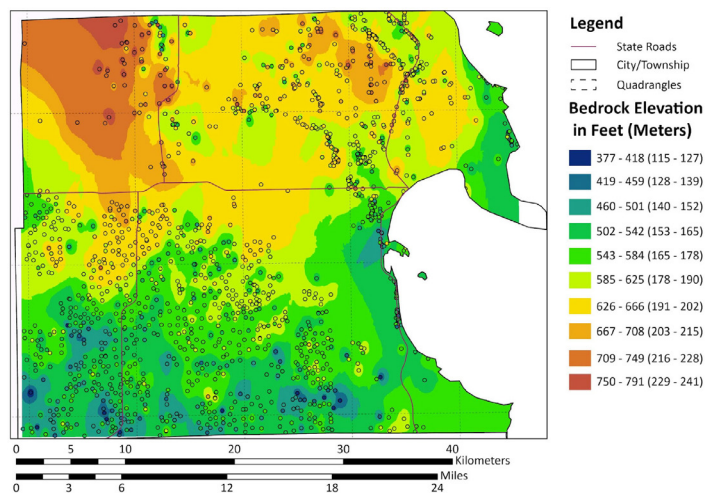 Legend
State Roads
City/Township
Quadrangles
Bedrock Elevation
in Feet (Meters)
377 - 418 (115 - 127)
419 - 459 (128 - 139)
460 - 501 (140 - 152)
502 - 542 (153 - 165)
543 - 584 (165 - 178)
585 - 625 (178 - 190)
626 - 666 (191 - 202)
667 - 708 (203 - 215)
709 - 749 (216 - 228)
750 - 791 (229 - 241)
0 5 10 20 30 40
Kilometers
Miles
0 3 6 12 18 24